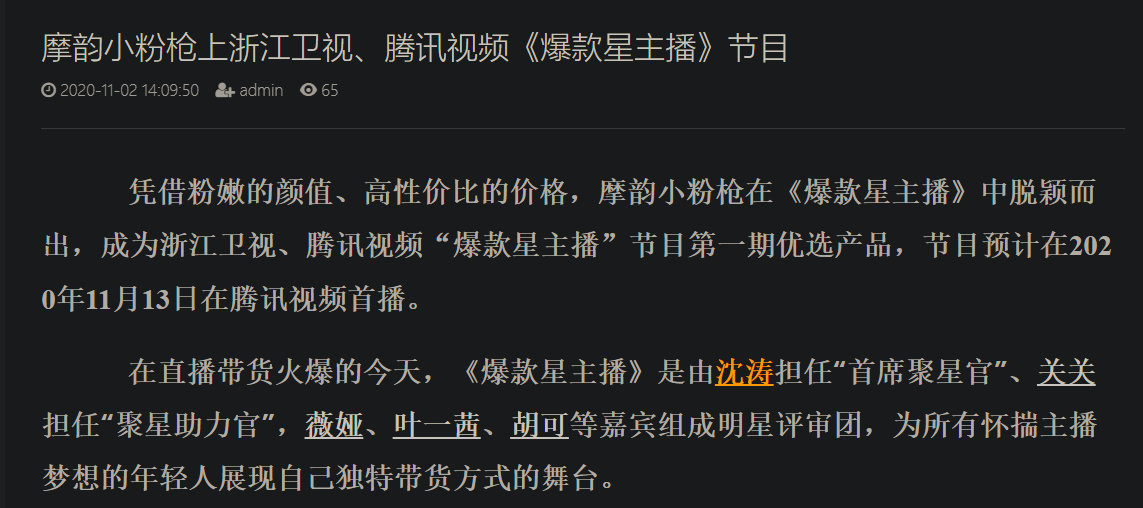 摩韵小粉枪上浙江卫视、腾讯视频《爆款星主播》节目
2020-11-02 14:09:50 admin 65
凭借粉嫩的颜值、高性价比的价格，摩韵小粉枪在《爆款星主播》中脱颖而
出，成为浙江卫视、腾讯视频“爆款星主播”节目第一期优选产品，节目预计在202
0年11月13日在腾讯视频首播。
在直播带货火爆的今天，《爆款星主播》是由沈涛担任“首席聚星官”、关关
担任“聚星助力官”，薇娅、叶一茜、胡可等嘉宾组成明星评审团，为所有怀揣主播
梦想的年轻人展现自己独特带货方式的舞台。